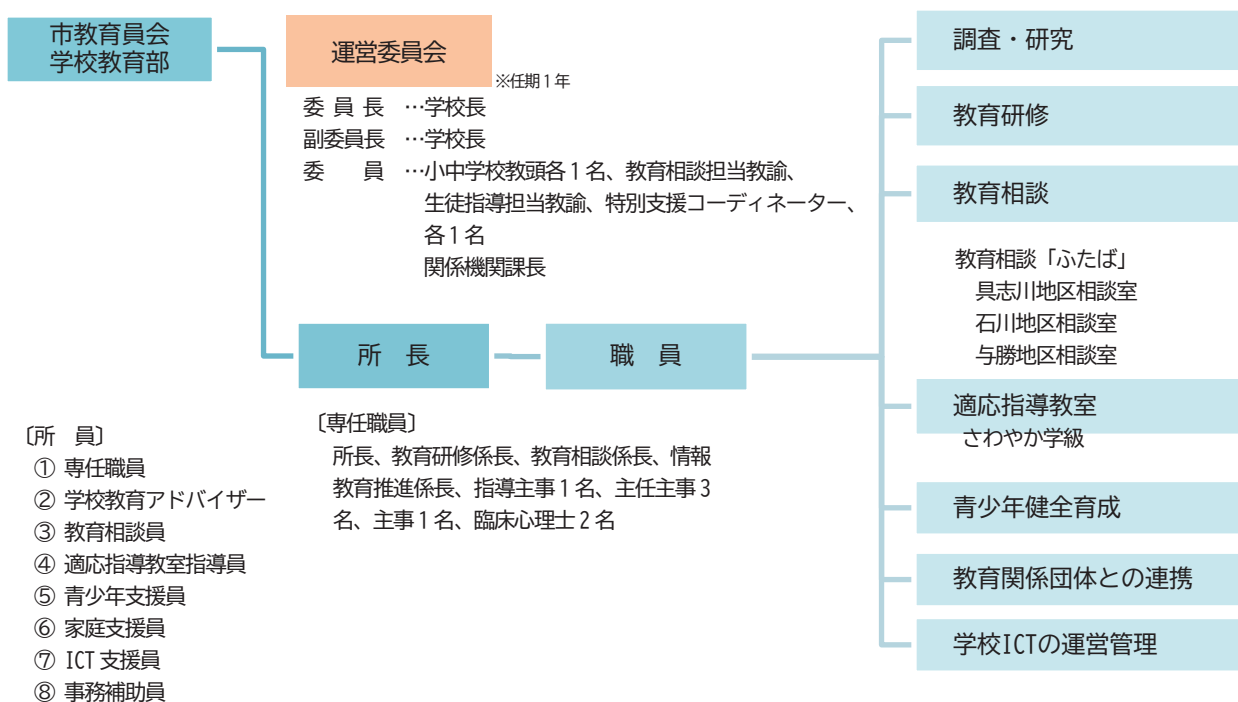 市教育員会
学校教育部
運営委員会
※任期1年
委員長 …学校長
副委員長 …学校長
委　員 …小中学校教頭各1名、教育相談担当教諭、
生徒指導担当教諭、特別支援コーディネーター、
各1名
関係機関課長
所　長
職　員
〔専任職員〕
所長、教育研修係長、教育相談係長、情報
教育推進係長、指導主事1名、主任主事3
名、主事1名、臨床心理士2名
〔所　員〕
① 専任職員
② 学校教育アドバイザー
③ 教育相談員
④ 適応指導教室指導員
⑤ 青少年支援員
⑥ 家庭支援員
⑦ ICT支援員
⑧ 事務補助員
調査・研究
教育研修
教育相談
教育相談「ふたば」
具志川地区相談室
石川地区相談室
与勝地区相談室
適応指導教室
さわやか学級
青少年健全育成
教育関係団体との連携
学校ICTの運営管理